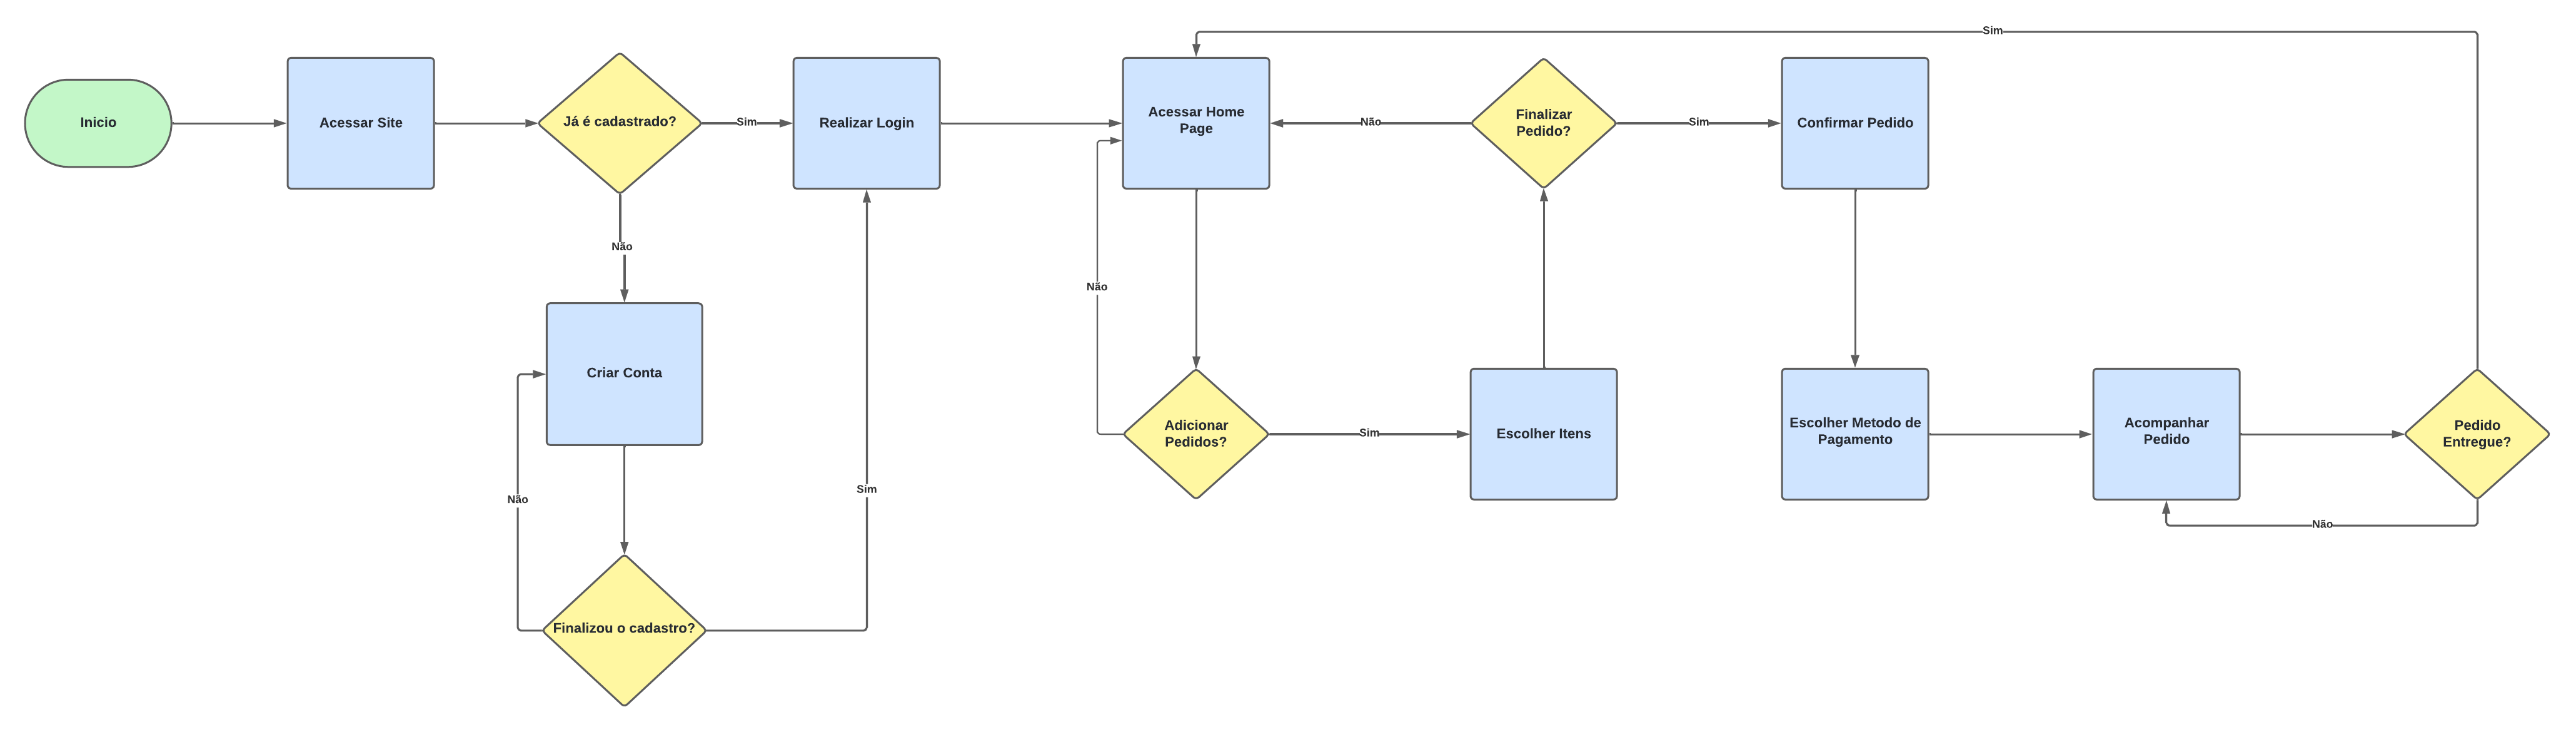 Sim
Inicio
Acessar Site
Já é cadastrado?
Sim
Realizar Login
Acessar Home
Page
Não
Finalizar
Pedido?
Sim
Confirmar Pedido
Não
Não
Criar Conta
Adicionar
Pedidos?
Sim
Escolher Itens
Escolher Metodo de
Pagamento
Acompanhar
Pedido
Pedido
Entregue?
Não
Sim
Não
Finalizou o cadastro?